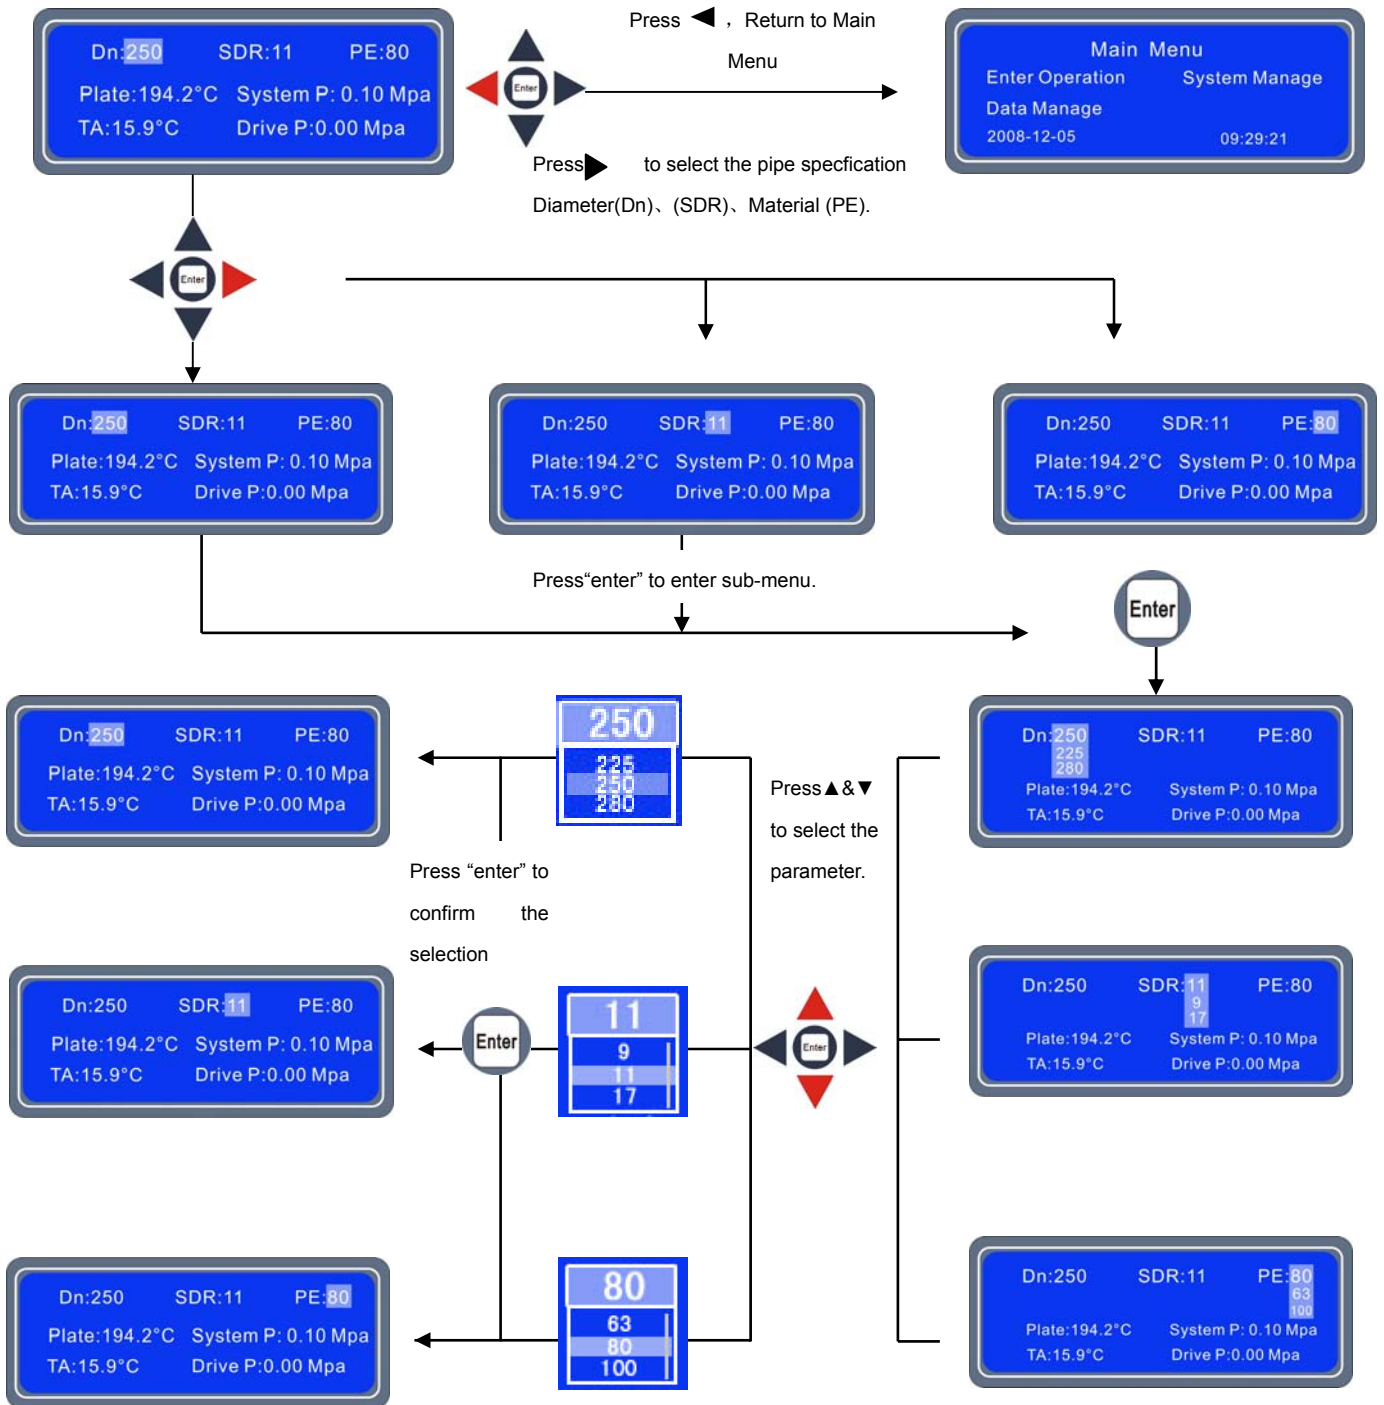 Dn:250 SDR:11 PE:80
Plate:194.2°C System P: 0.10 Mpa
TA:15.9°C Drive P:0.00 Mpa
Enter
Press ◀ ，Return to Main
Menu
Press▶ to select the pipe specfication
Diameter(Dn)、(SDR)、Material (PE).
Main Menu
Enter Operation System Manage
Data Manage
2008-12-05 09:29:21
Enter
Dn:250 SDR:11 PE:80
Plate:194.2°C System P: 0.10 Mpa
TA:15.9°C Drive P:0.00 Mpa
Dn:250 SDR:11 PE:80
Plate:194.2°C System P: 0.10 Mpa
TA:15.9°C Drive P:0.00 Mpa
Dn:250 SDR:11 PE:80
Plate:194.2°C System P: 0.10 Mpa
TA:15.9°C Drive P:0.00 Mpa
Press“enter” to enter sub-menu.
Enter
Dn:250 SDR:11 PE:80
Plate:194.2°C System P: 0.10 Mpa
TA:15.9°C Drive P:0.00 Mpa
250
225
250
280
Press▲&▼
to select the
parameter.
Dn:250 SDR:11 PE:80
225
280
Plate:194.2°C System P: 0.10 Mpa
TA:15.9°C Drive P:0.00 Mpa
Press “enter” to
confirm the
selection
Dn:250 SDR:11 PE:80
Plate:194.2°C System P: 0.10 Mpa
TA:15.9°C Drive P:0.00 Mpa
Enter
11
9
11
17
Enter
Dn:250 SDR:11 PE:80
9
17
Plate:194.2°C System P: 0.10 Mpa
TA:15.9°C Drive P:0.00 Mpa
Dn:250 SDR:11 PE:80
Plate:194.2°C System P: 0.10 Mpa
TA:15.9°C Drive P:0.00 Mpa
80
63
80
100
Dn:250 SDR:11 PE:80
63
100
Plate:194.2°C System P: 0.10 Mpa
TA:15.9°C Drive P:0.00 Mpa